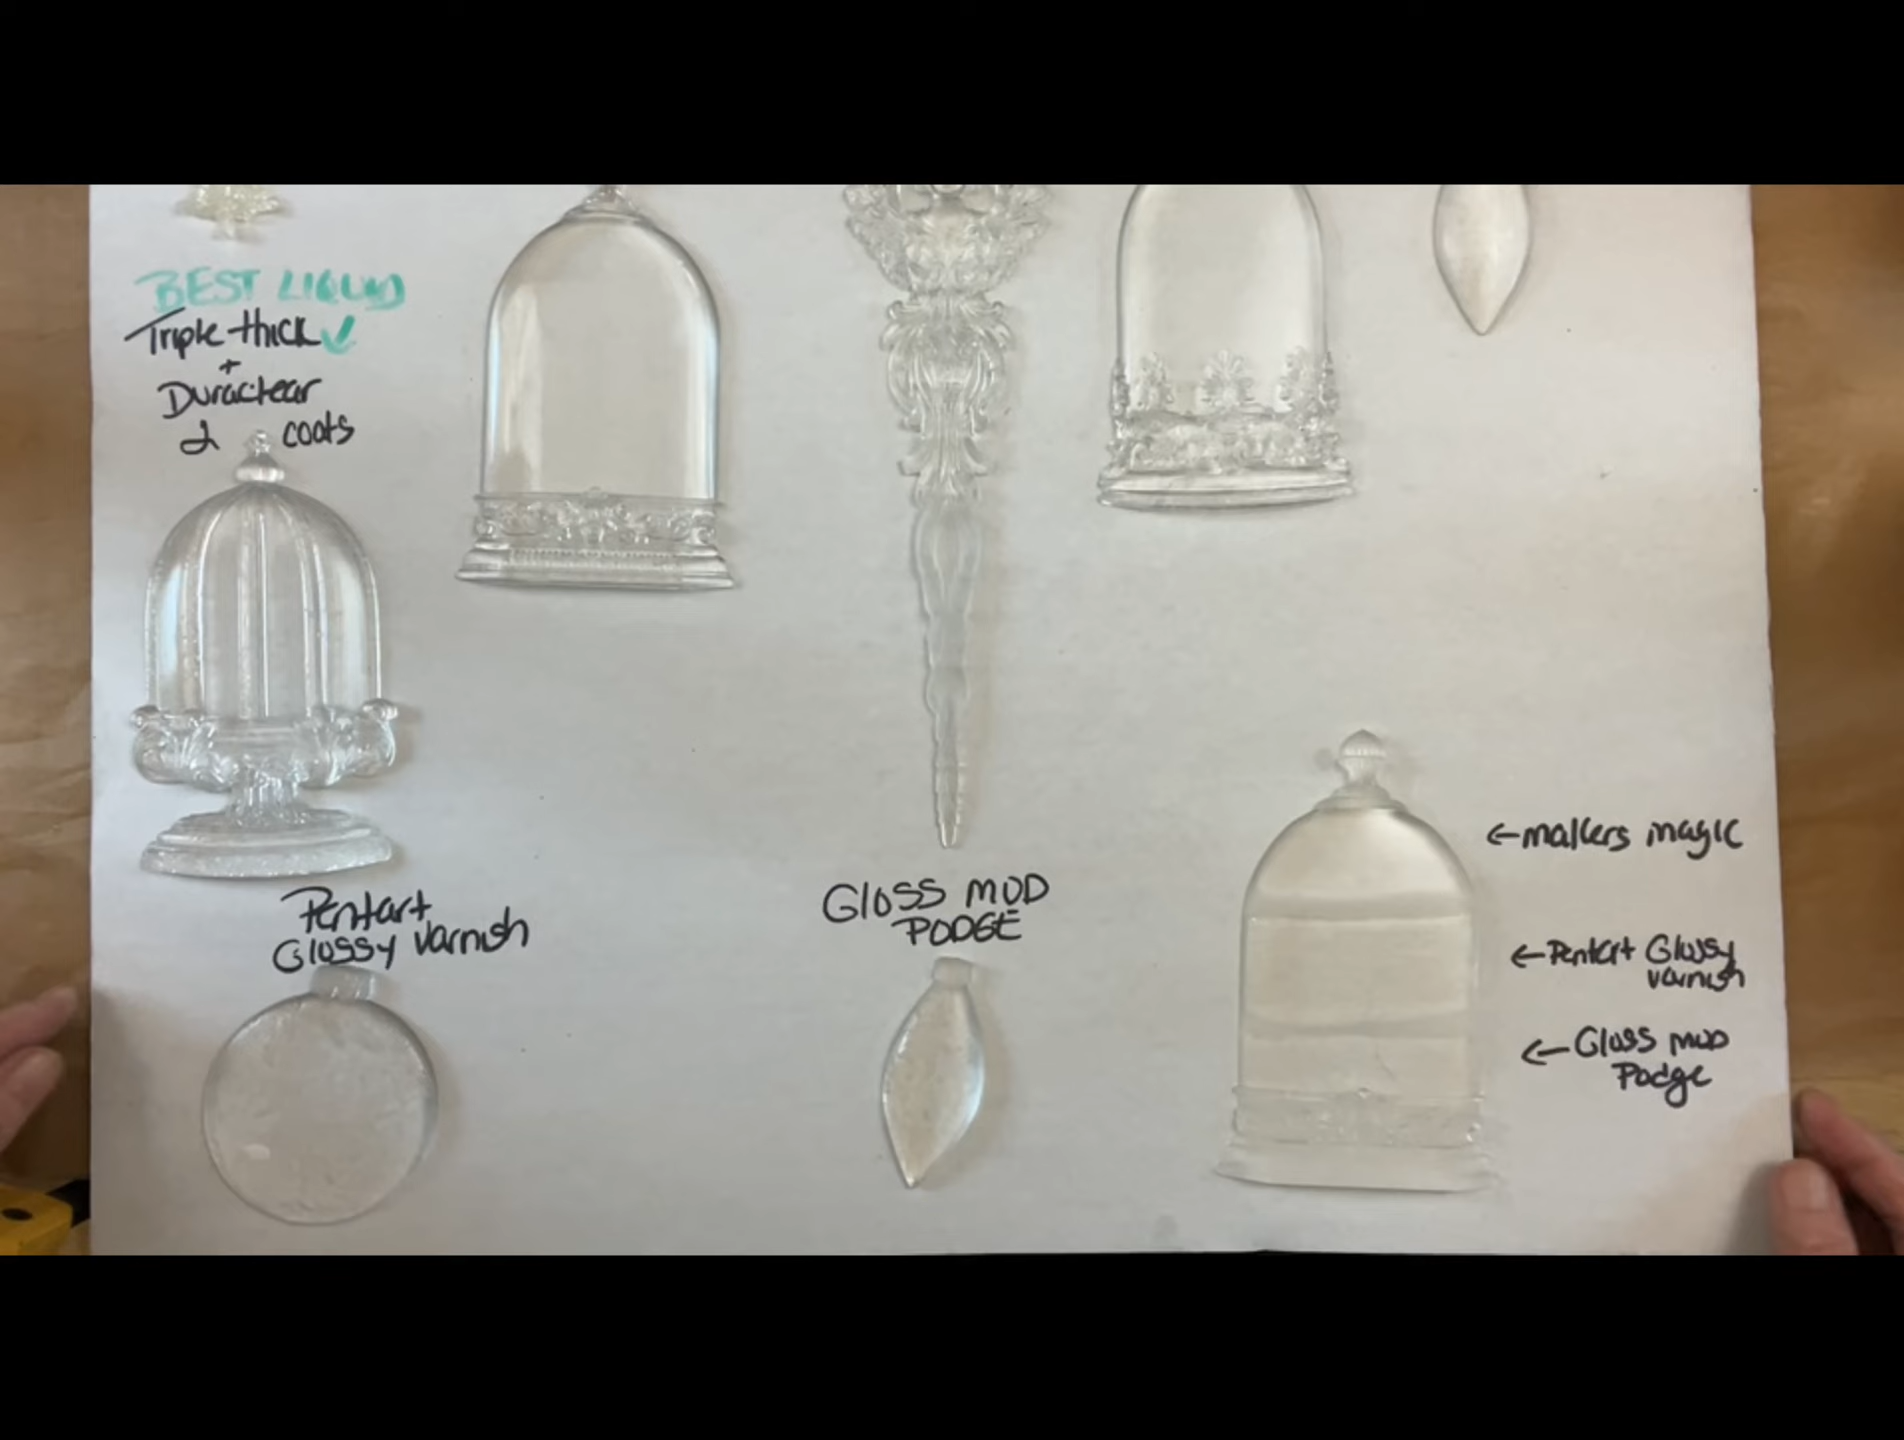 BEST LIQUID
Triple thick ✓
+
Duraclear
2 coats
Pentart
Glossy Varnish
GLOSS MOD
PODGE
← makers magic
← Pentart Glossy
varnish
← Gloss mod
Podge